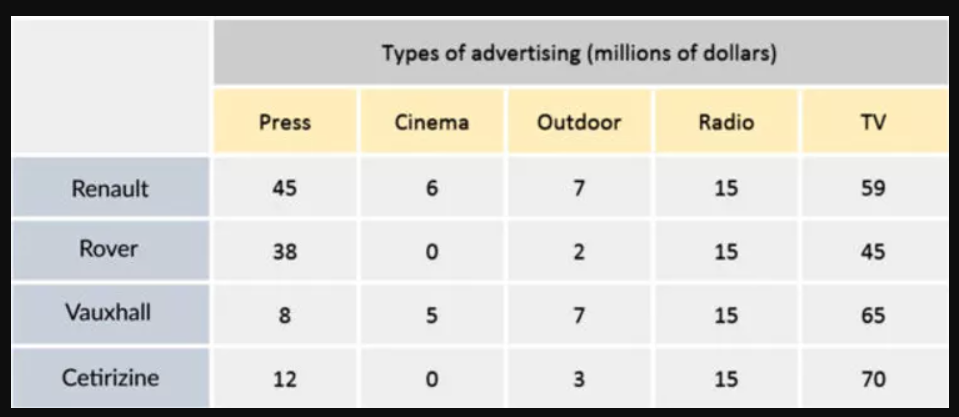 Types of advertising (millions of dollars)
Press Cinema Outdoor Radio TV
Renault 45 6 7 15 59
Rover 38 0 2 15 45
Vauxhall 8 5 7 15 65
Cetirizine 12 0 3 15 70